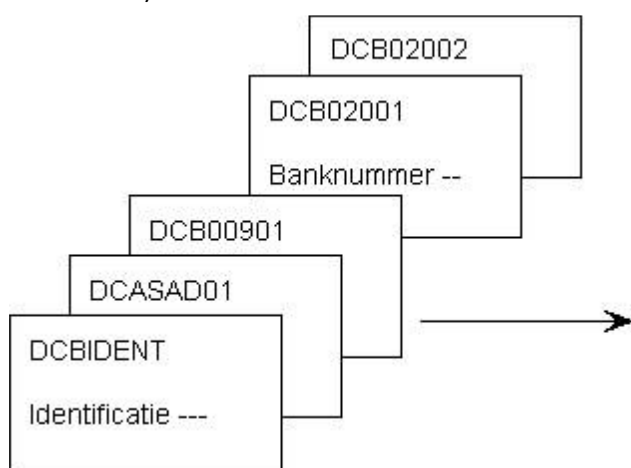 DCB02002
DCB02001
Banknummer --
DCB00901
DCASAD01
DCBIDENT
Identificatie ---